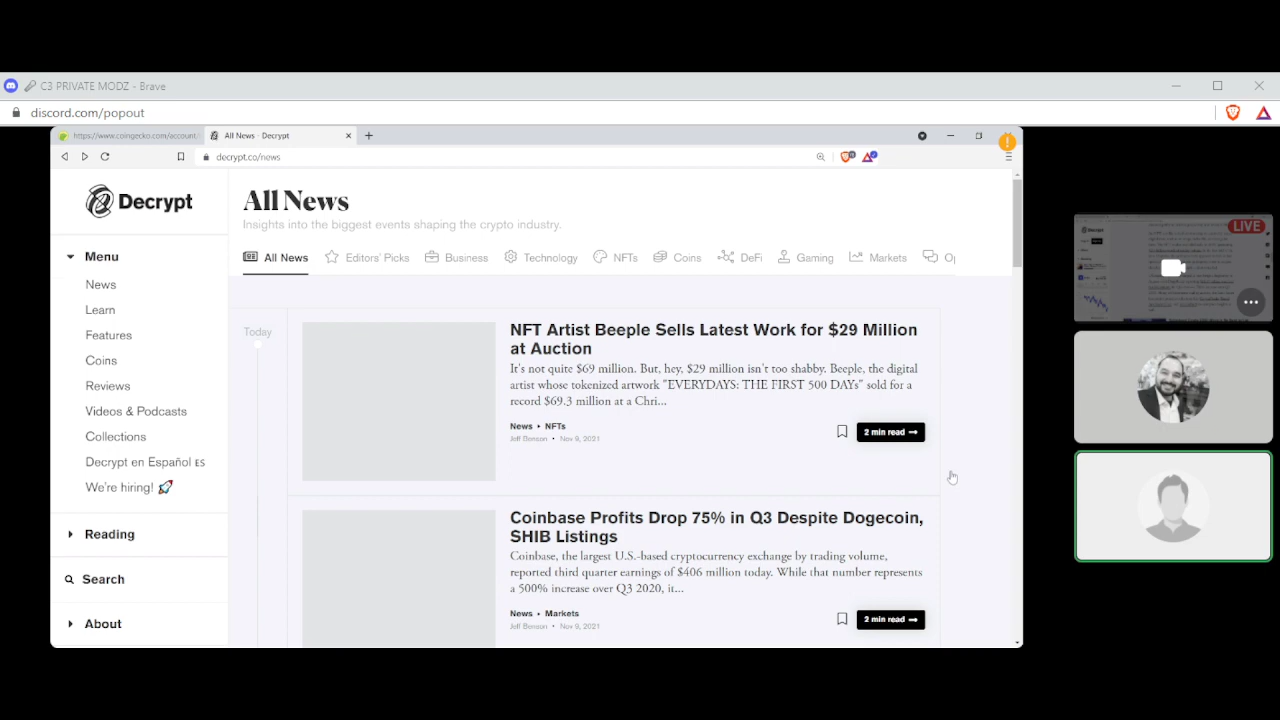 C3 PRIVATE MODZ - Brave
discord.com/popout
https://www.coingecko.com/account/
All News - Decrypt
decrypt.co/news
Decrypt
Menu
News
Learn
Features
Coins
Reviews
Videos & Podcasts
Collections
Decrypt en Español ES
We're hiring! 🚀
Reading
Search
About
All News
Insights into the biggest events shaping the crypto industry.
All News Editors' Picks Business Technology NFTs Coins DeFi Gaming Markets Op
Today
NFT Artist Beeple Sells Latest Work for $29 Million
at Auction
It's not quite $69 million. But, hey, $29 million isn't too shabby. Beeple, the digital
artist whose tokenized artwork "EVERYDAYS: THE FIRST 500 DAYs" sold for a
record $69.3 million at a Chri...
News • NFTs
Jeff Benson • Nov 9, 2021
2 min read →
Coinbase Profits Drop 75% in Q3 Despite Dogecoin,
SHIB Listings
Coinbase, the largest U.S.-based cryptocurrency exchange by trading volume,
reported third quarter earnings of $406 million today. While that number represents
a 500% increase over Q3 2020, it...
News • Markets
Jeff Benson • Nov 9, 2021
2 min read →
Decrypt
LIVE